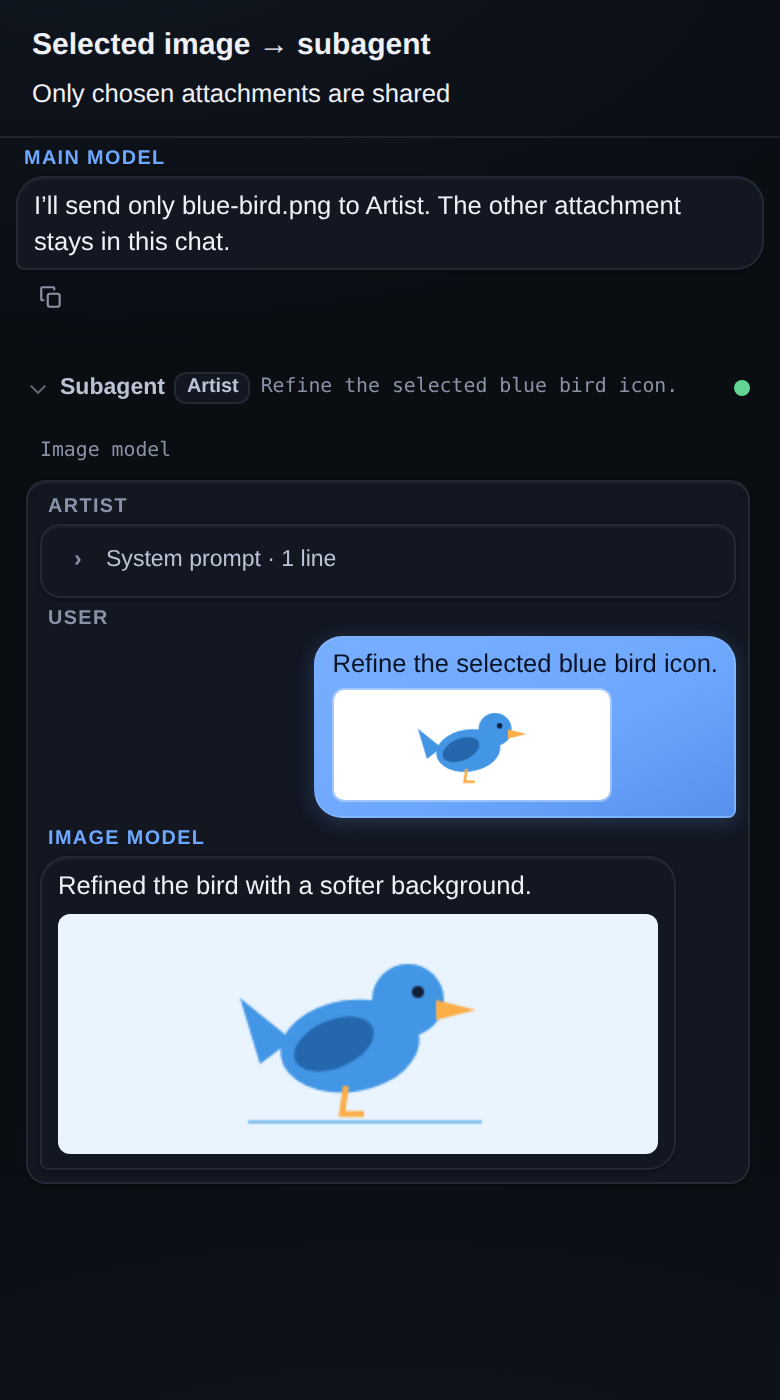 Selected image → subagent
Only chosen attachments are shared
MAIN MODEL
I’ll send only blue-bird.png to Artist. The other attachment
stays in this chat.
Subagent Artist Refine the selected blue bird icon.
Image model
ARTIST
› System prompt · 1 line
USER
Refine the selected blue bird icon.
IMAGE MODEL
Refined the bird with a softer background.